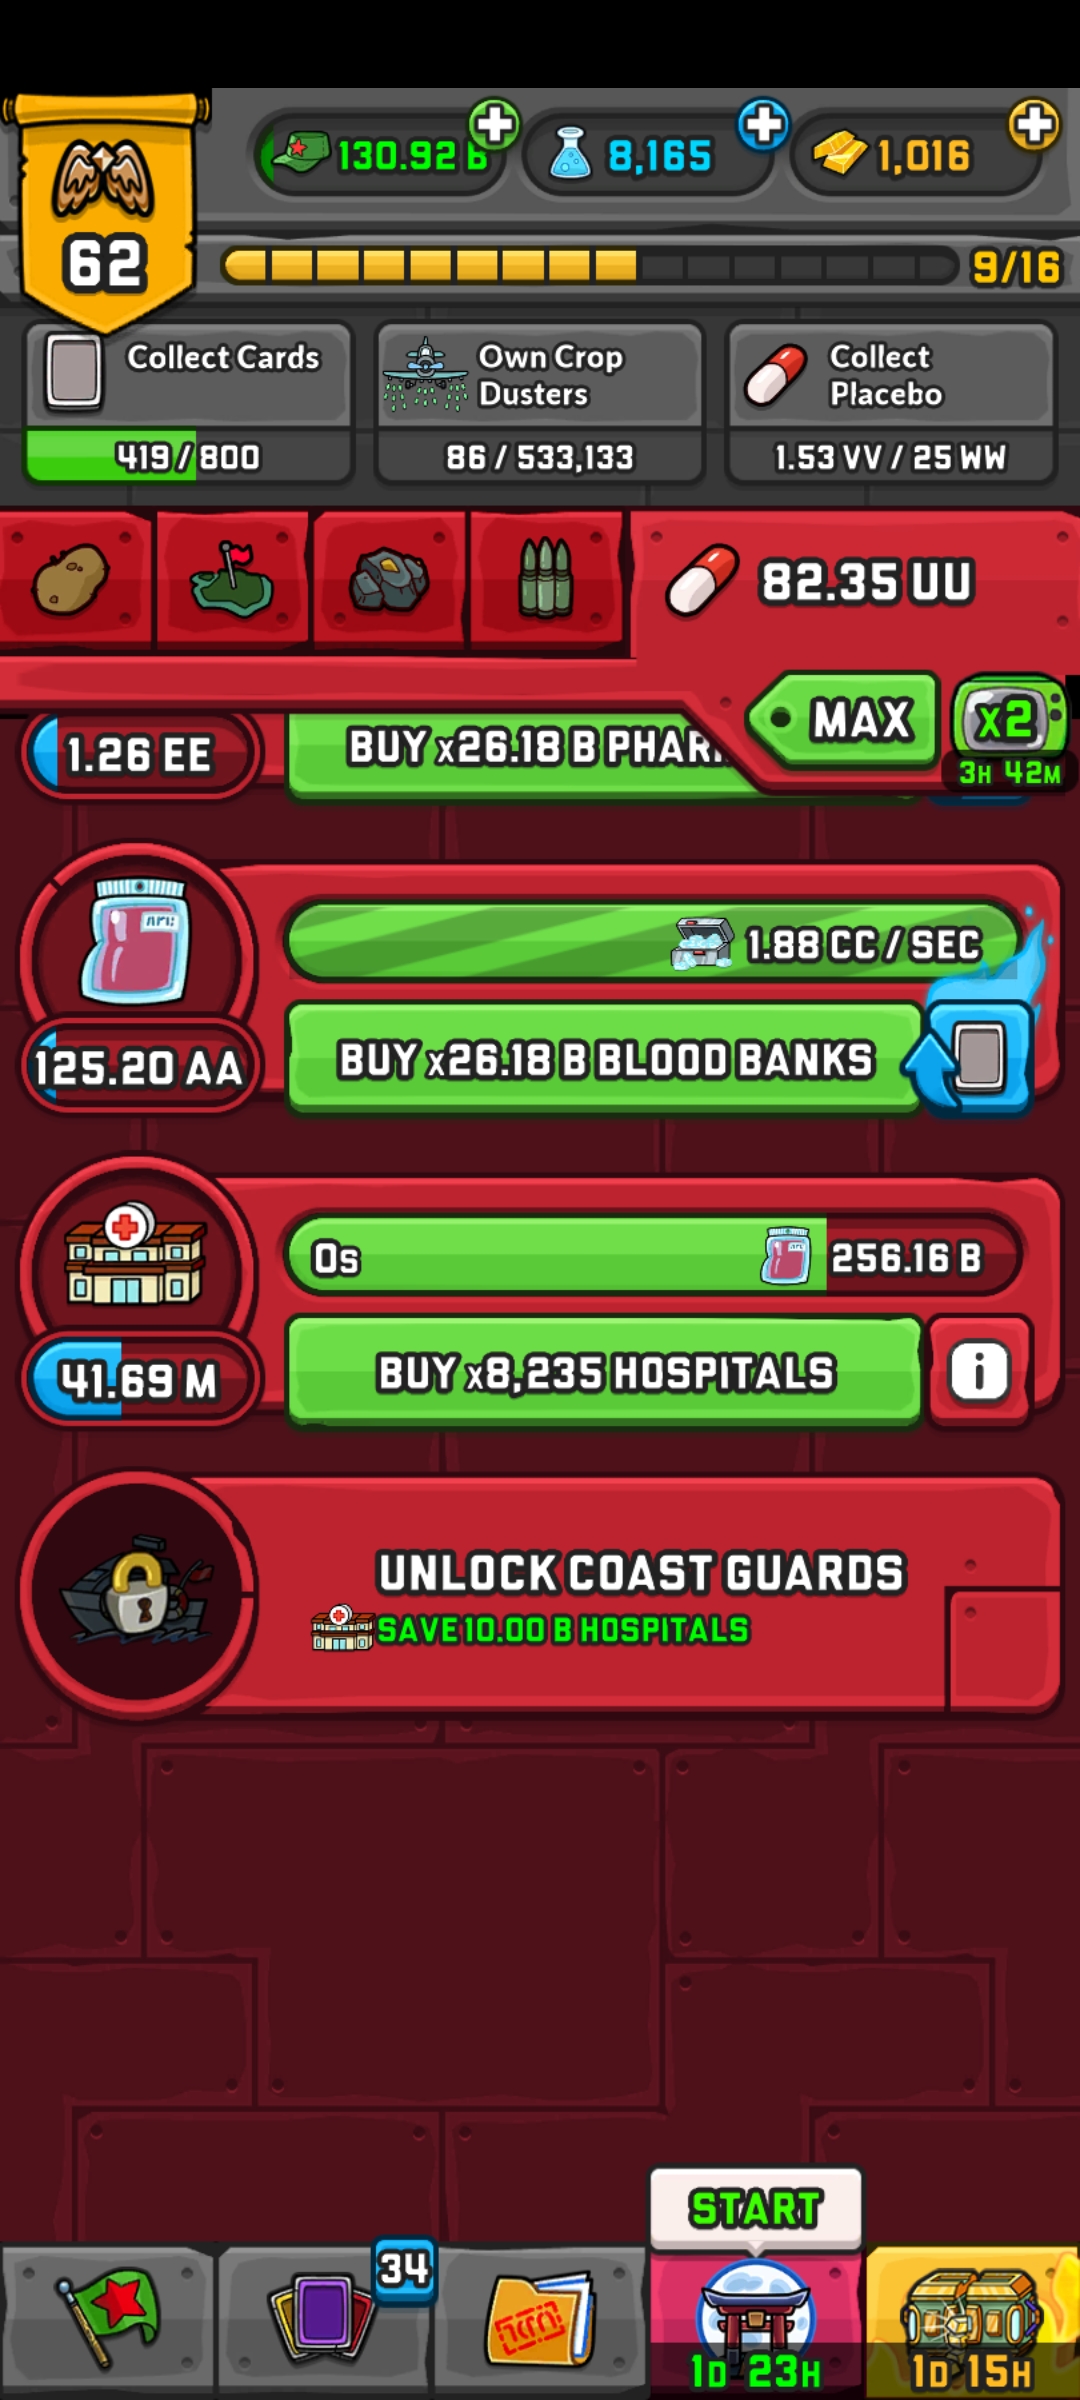 130.92 B
8,165
1,016
62
9/16
Collect Cards
419 / 800
Own Crop
Dusters
86 / 533,133
Collect
Placebo
1.53 VV / 25 WW
82.35 UU
MAX
x2
3H 42M
1.26 EE
BUY x26.18 B
1.88 CC / SEC
125.20 AA
BUY x26.18 B BLOOD BANKS
0s
256.16 B
41.69 M
BUY x8,235 HOSPITALS
i
UNLOCK COAST GUARDS
SAVE 10.00 B HOSPITALS
START
34
1D 23H
1D 15H